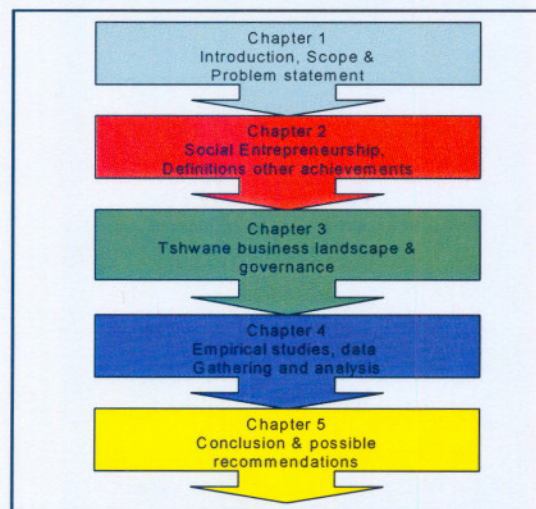 Chapter 1
Introduction, Scope &
Problem statement
Chapter 2
Social Entrepreneurship,
Definitions other achievements
Chapter 3
Tshwane business landscape &
governance
Chapter 4
Empirical studies, data
Gathering and analysis
Chapter 5
Conclusion & possible
recommendations